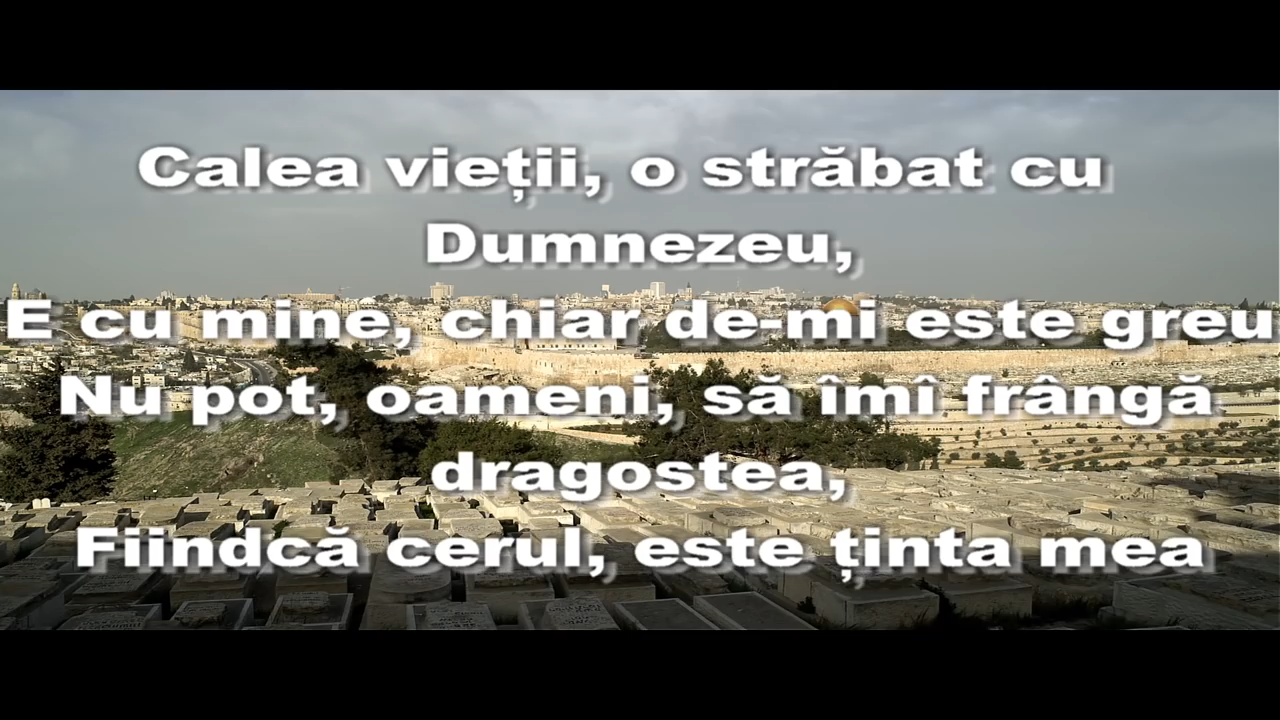 Calea vieții, o străbat cu
Dumnezeu,
E cu mine, chiar de-mi este greu
Nu pot, oameni, să îmî frângă
dragostea,
Fiindcă cerul, este ținta mea